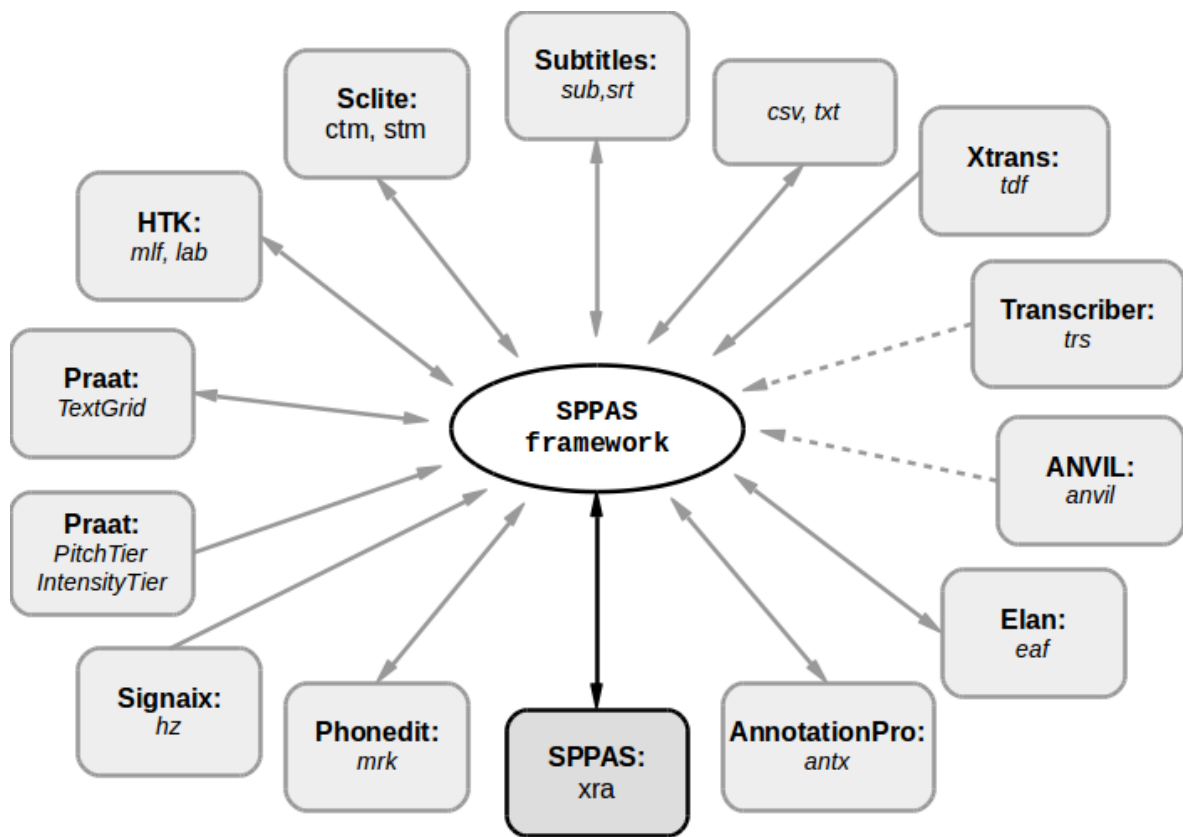 Subtitles:
sub,srt
Sclite:
ctm, stm
csv, txt
Xtrans:
tdf
HTK:
mlf, lab
Transcriber:
trs
Praat:
TextGrid
SPPAS
framework
ANVIL:
anvil
Praat:
PitchTier
IntensityTier
Elan:
eaf
Signaix:
hz
Phonedit:
mrk
SPPAS:
xra
AnnotationPro:
antx